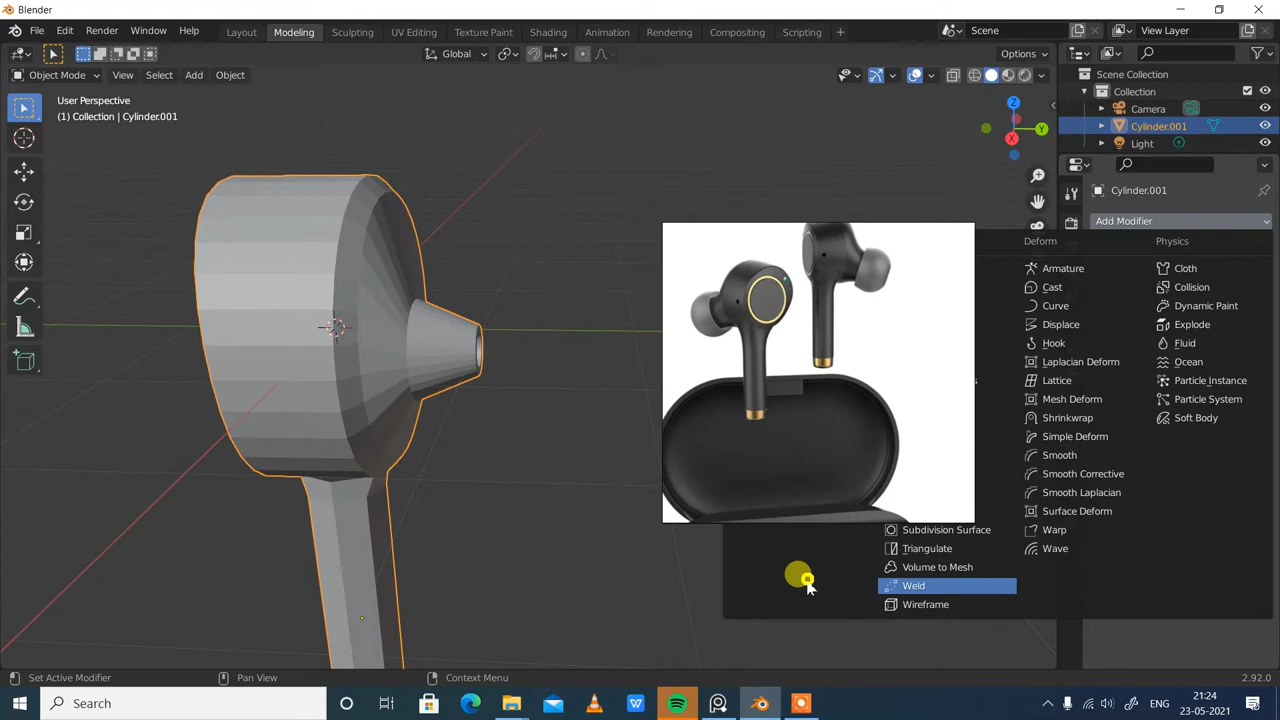 Blender
File Edit Render Window Help
Layout Modeling Sculpting UV Editing Texture Paint Shading Animation Rendering Compositing Scripting +
Scene
View Layer
Global
Options
Object Mode View Select Add Object
User Perspective
(1) Collection | Cylinder.001
Z
Y
X
Scene Collection
Collection
Camera
Cylinder.001
Light
Cylinder.001
Add Modifier
Deform
Armature
Cast
Curve
Displace
Hook
Laplacian Deform
Lattice
Mesh Deform
Shrinkwrap
Simple Deform
Smooth
Smooth Corrective
Smooth Laplacian
Surface Deform
Warp
Wave
Physics
Cloth
Collision
Dynamic Paint
Explode
Fluid
Ocean
Particle Instance
Particle System
Soft Body
Subdivision Surface
Triangulate
Volume to Mesh
Weld
Wireframe
Set Active Modifier Pan View Context Menu
2.92.0
Search
ENG
21:24
23-05-2021